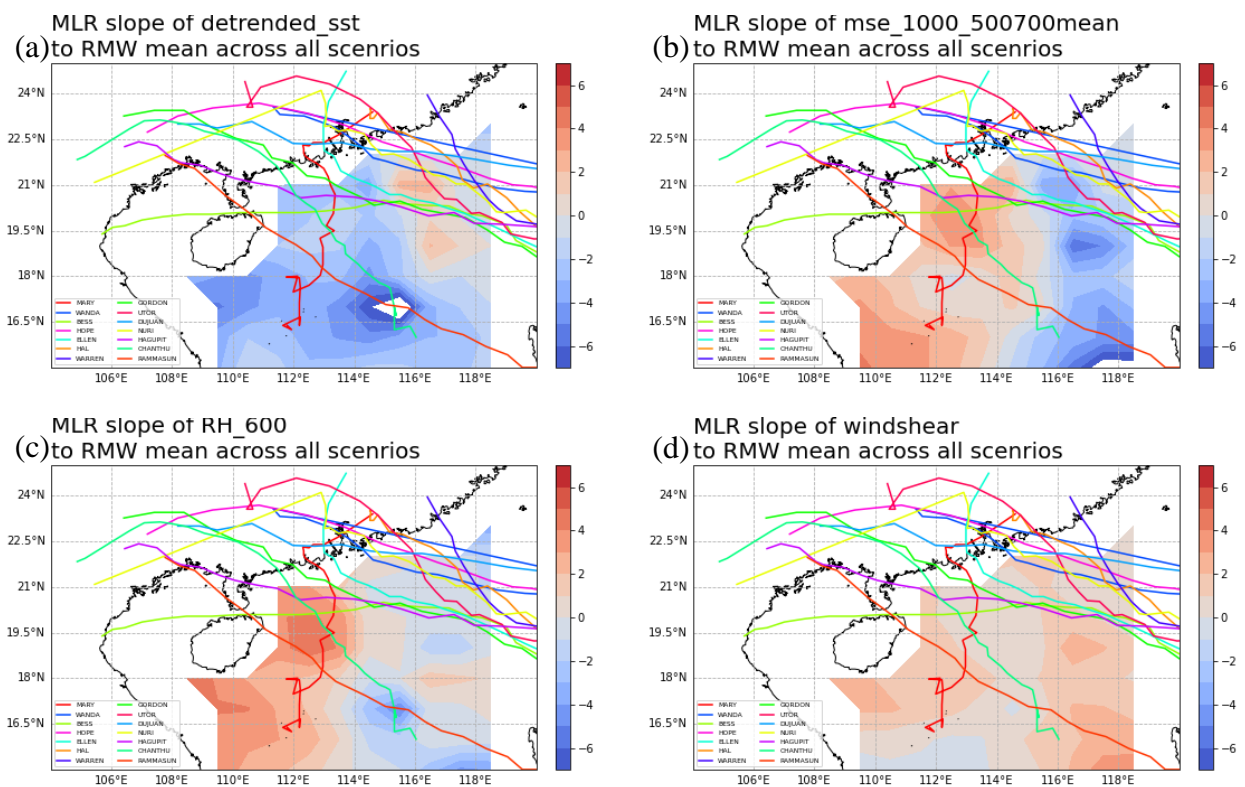 MLR slope of detrended_sst
(a) to RMW mean across all scenrios
24°N
22.5°N
21°N
19.5°N
18°N
16.5°N
106°E 108°E 110°E 112°E 114°E 116°E 118°E
6
4
2
0
−2
−4
−6
MARY GORDON
WANDA UTOR
BESS DUJUAN
HOPE NURI
ELLEN HAGUPIT
HAL CHANTHU
WARREN RAMMASUN
MLR slope of mse_1000_500700mean
(b) to RMW mean across all scenrios
24°N
22.5°N
21°N
19.5°N
18°N
16.5°N
106°E 108°E 110°E 112°E 114°E 116°E 118°E
6
4
2
0
−2
−4
−6
MARY GORDON
WANDA UTOR
BESS DUJUAN
HOPE NURI
ELLEN HAGUPIT
HAL CHANTHU
WARREN RAMMASUN
MLR slope of RH_600
(c) to RMW mean across all scenrios
24°N
22.5°N
21°N
19.5°N
18°N
16.5°N
106°E 108°E 110°E 112°E 114°E 116°E 118°E
6
4
2
0
−2
−4
−6
MARY GORDON
WANDA UTOR
BESS DUJUAN
HOPE NURI
ELLEN HAGUPIT
HAL CHANTHU
WARREN RAMMASUN
MLR slope of windshear
(d) to RMW mean across all scenrios
24°N
22.5°N
21°N
19.5°N
18°N
16.5°N
106°E 108°E 110°E 112°E 114°E 116°E 118°E
6
4
2
0
−2
−4
−6
MARY GORDON
WANDA UTOR
BESS DUJUAN
HOPE NURI
ELLEN HAGUPIT
HAL CHANTHU
WARREN RAMMASUN